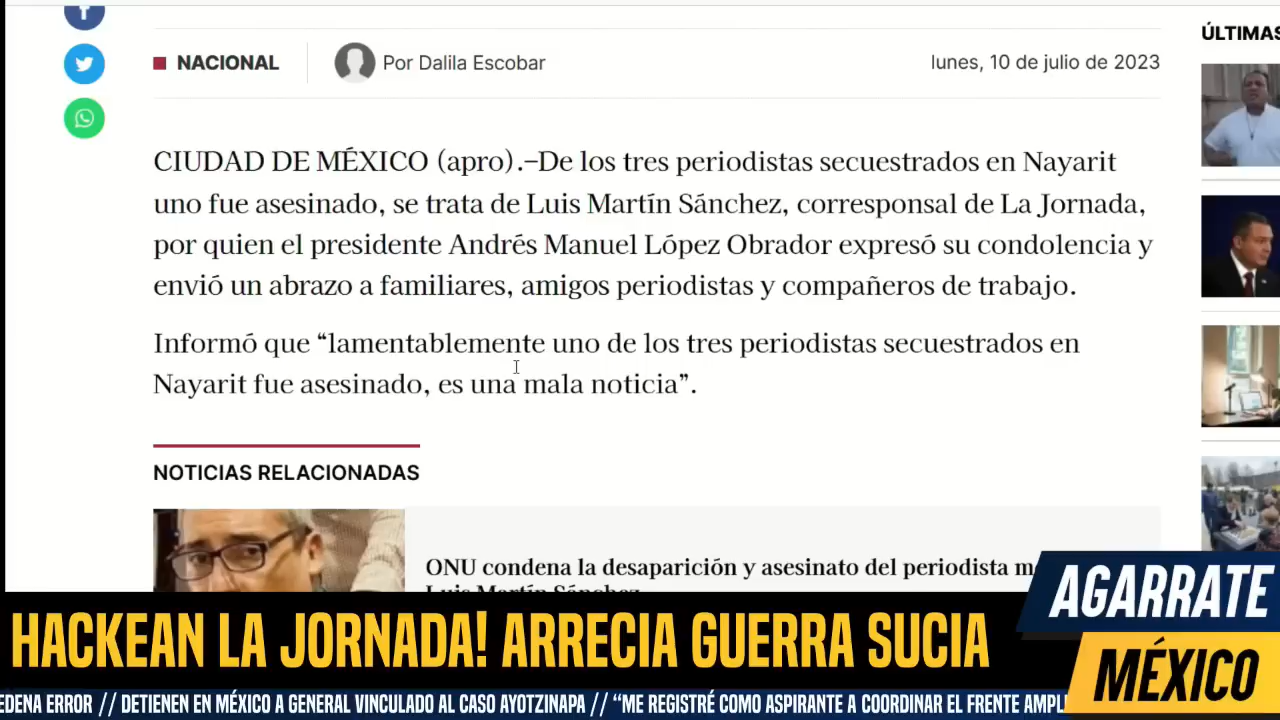 ÚLTIMAS
NACIONAL
Por Dalila Escobar
lunes, 10 de julio de 2023
CIUDAD DE MÉXICO (apro).–De los tres periodistas secuestrados en Nayarit
uno fue asesinado, se trata de Luis Martín Sánchez, corresponsal de La Jornada,
por quien el presidente Andrés Manuel López Obrador expresó su condolencia y
envió un abrazo a familiares, amigos periodistas y compañeros de trabajo.
Informó que “lamentablemente uno de los tres periodistas secuestrados en
Nayarit fue asesinado, es una mala noticia”.
NOTICIAS RELACIONADAS
ONU condena la desaparición y asesinato del periodista m
Luis Martín Sánchez
AGARRATE
MÉXICO
HACKEAN LA JORNADA! ARRECIA GUERRA SUCIA
EDENA ERROR // DETIENEN EN MÉXICO A GENERAL VINCULADO AL CASO AYOTZINAPA // “ME REGISTRÉ COMO ASPIRANTE A COORDINAR EL FRENTE AMPL